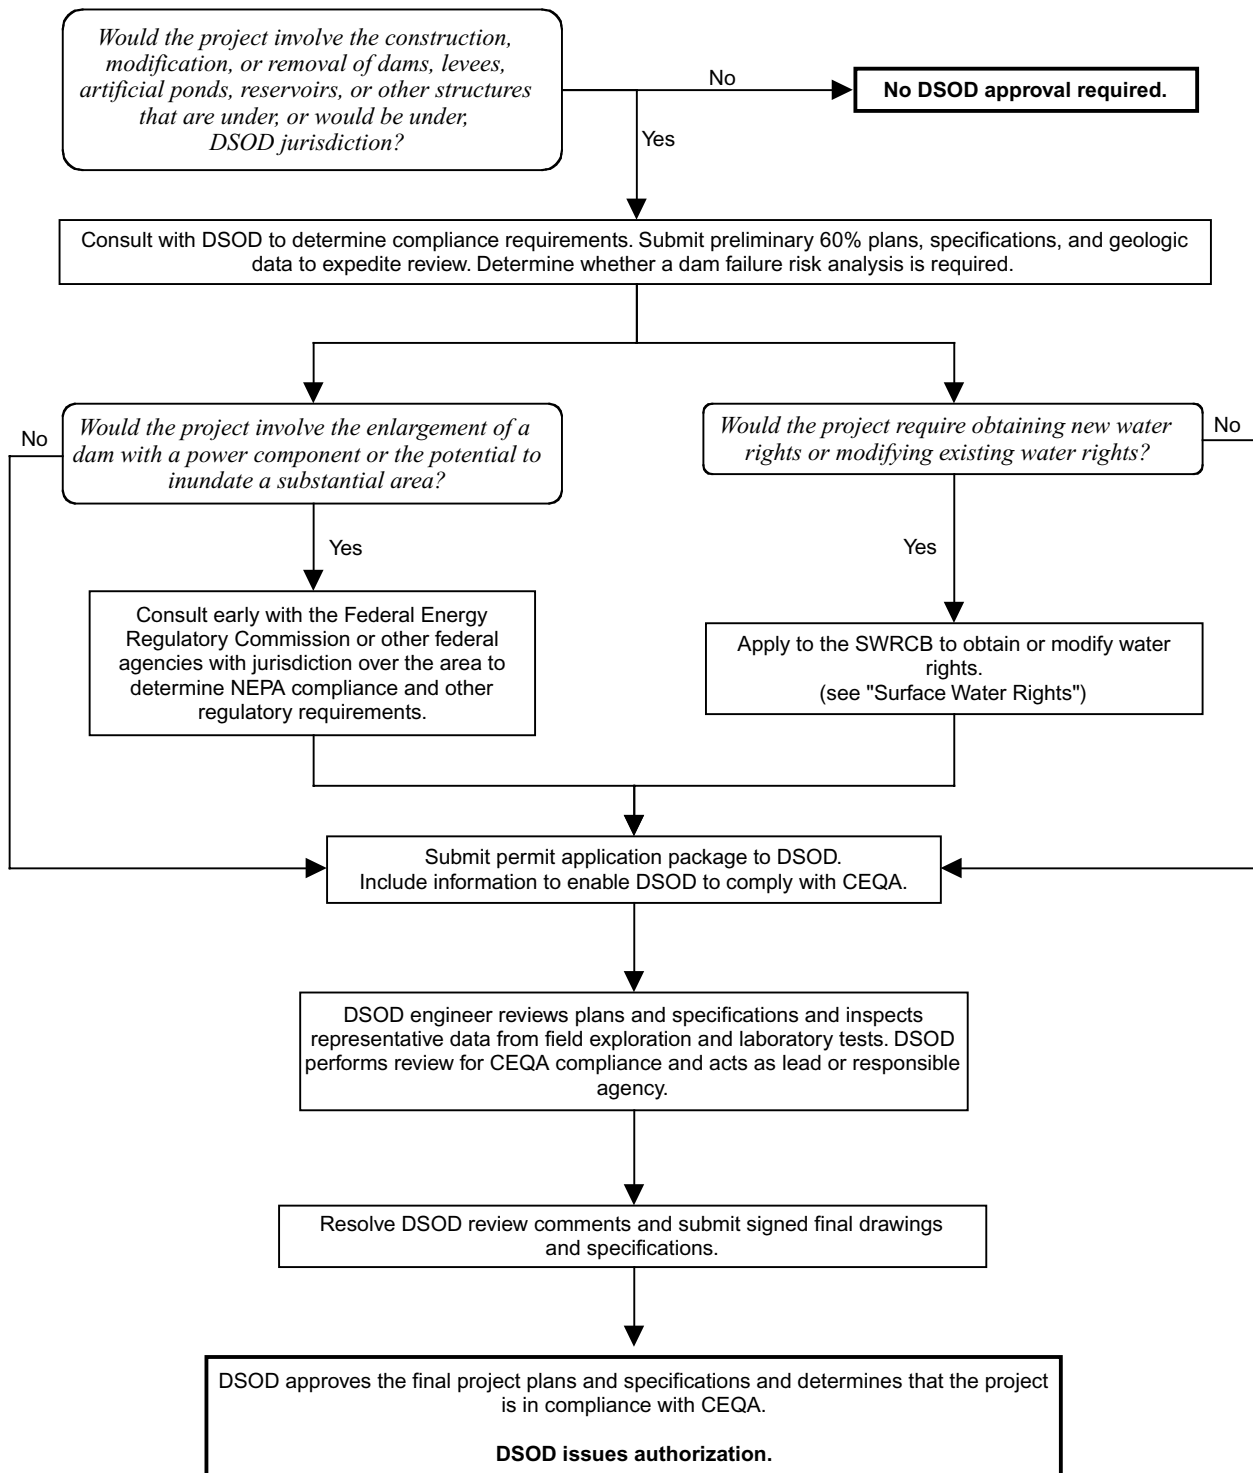 Would the project involve the construction,
modification, or removal of dams, levees,
artificial ponds, reservoirs, or other structures
that are under, or would be under,
DSOD jurisdiction?
No
No DSOD approval required.
Yes
Consult with DSOD to determine compliance requirements. Submit preliminary 60% plans, specifications, and geologic
data to expedite review. Determine whether a dam failure risk analysis is required.
No
Would the project involve the enlargement of a
dam with a power component or the potential to
inundate a substantial area?
Would the project require obtaining new water
rights or modifying existing water rights?
No
Yes
Yes
Consult early with the Federal Energy
Regulatory Commission or other federal
agencies with jurisdiction over the area to
determine NEPA compliance and other
regulatory requirements.
Apply to the SWRCB to obtain or modify water
rights.
(see "Surface Water Rights")
Submit permit application package to DSOD.
Include information to enable DSOD to comply with CEQA.
DSOD engineer reviews plans and specifications and inspects
representative data from field exploration and laboratory tests. DSOD
performs review for CEQA compliance and acts as lead or responsible
agency.
Resolve DSOD review comments and submit signed final drawings
and specifications.
DSOD approves the final project plans and specifications and determines that the project
is in compliance with CEQA.
DSOD issues authorization.